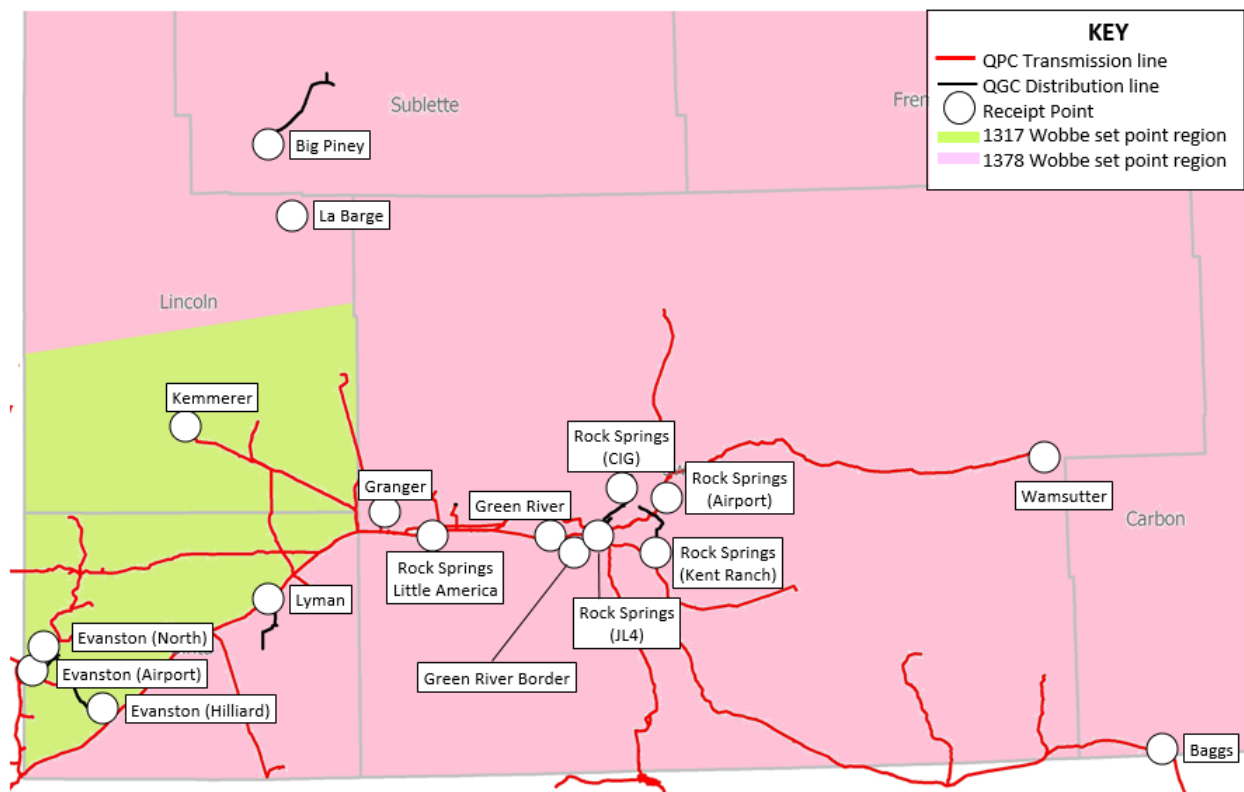 KEY
QPC Transmission line
QGC Distribution line
Receipt Point
1317 Wobbe set point region
1378 Wobbe set point region
Sublette
Big Piney
La Barge
Lincoln
Kemmerer
Rock Springs
(CIG)
Rock Springs
(Airport)
Granger
Green River
Wamsutter
Carbon
Rock Springs
Little America
Rock Springs
(Kent Ranch)
Lyman
Rock Springs
(JL4)
Evanston (North)
Evanston (Airport)
Green River Border
Evanston (Hilliard)
Baggs